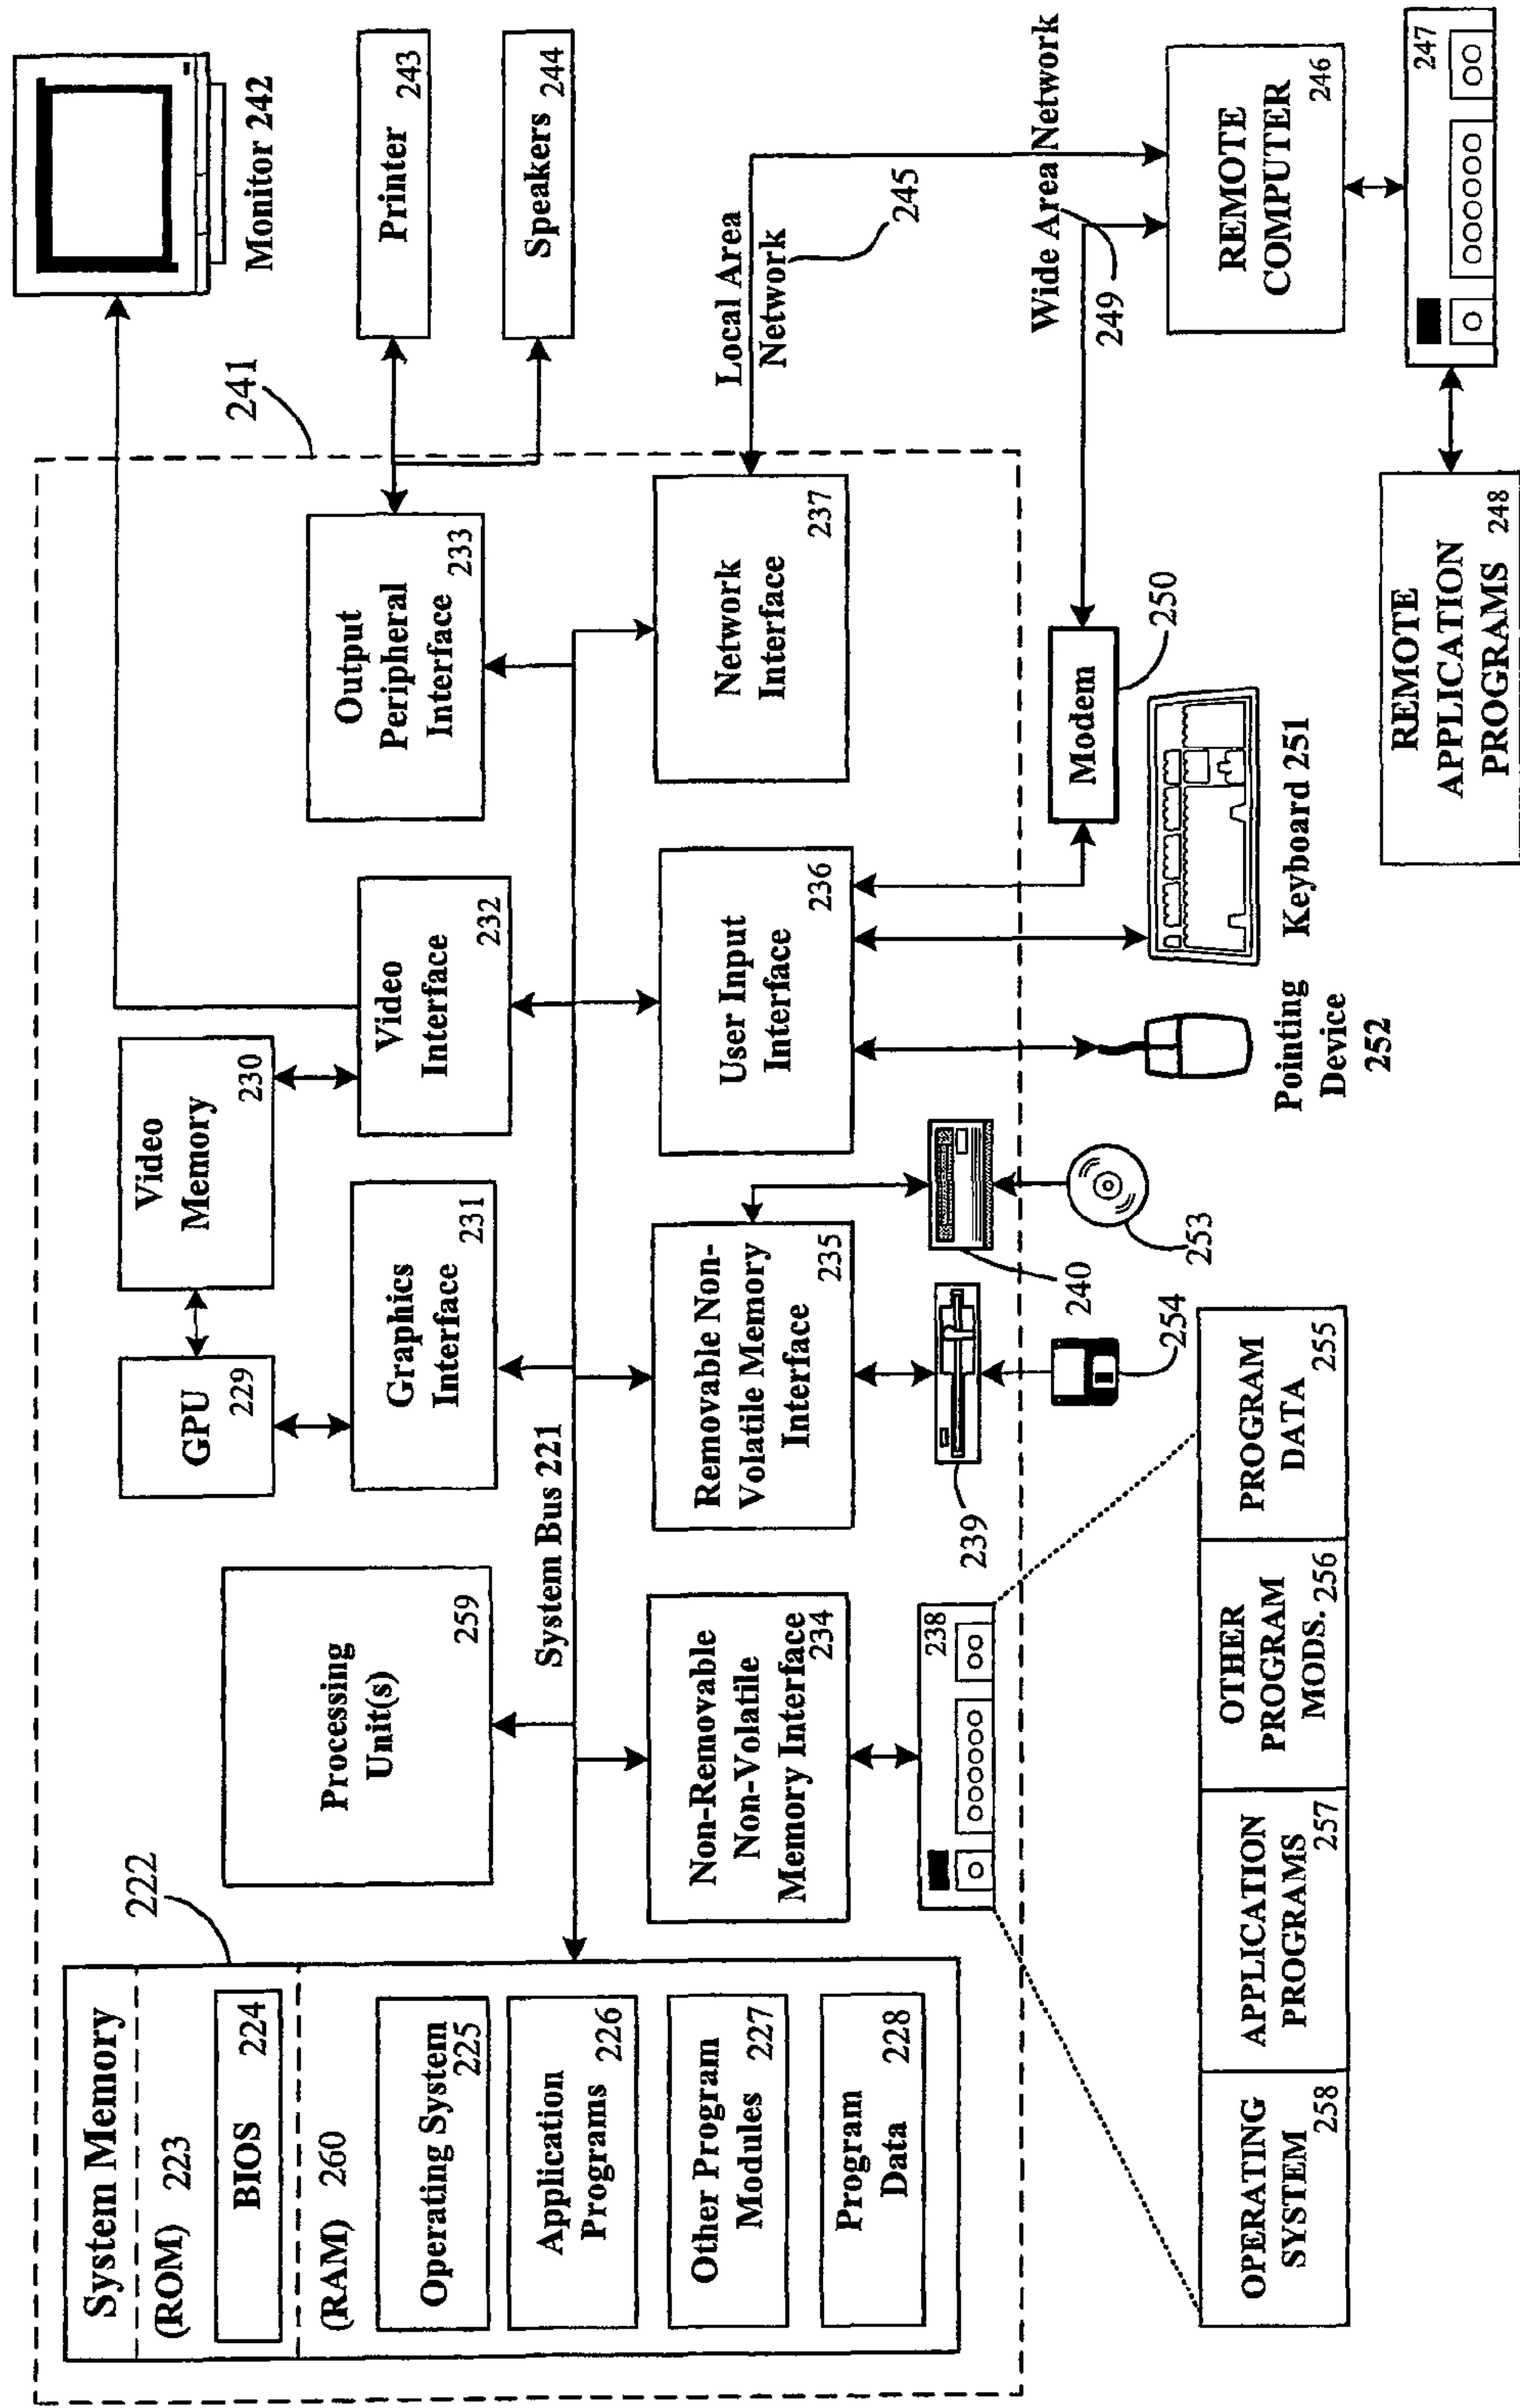 System Memory
(ROM) 223
BIOS 224
(RAM) 260
Operating System
225
Application
Programs 226
Other Program
Modules 227
Program
Data 228
222
Processing
Unit(s)
259
GPU
229
Video
Memory
230
Graphics
Interface
231
Video
Interface
232
Output
Peripheral
Interface 233
241
Monitor 242
Printer
243
Speakers
244
System Bus 221
Non-Removable
Non-Volatile
Memory Interface
234
Removable Non-
Volatile Memory
Interface 235
User Input
Interface
236
Network
Interface
237
Local Area
Network
245
238
239
240
254
253
Pointing
Device
252
Keyboard 251
Modem
250
Wide Area Network
249
REMOTE
COMPUTER
246
247
REMOTE
APPLICATION
PROGRAMS 248
OPERATING
SYSTEM
258
APPLICATION
PROGRAMS
257
OTHER
PROGRAM
MODS. 256
PROGRAM
DATA
255